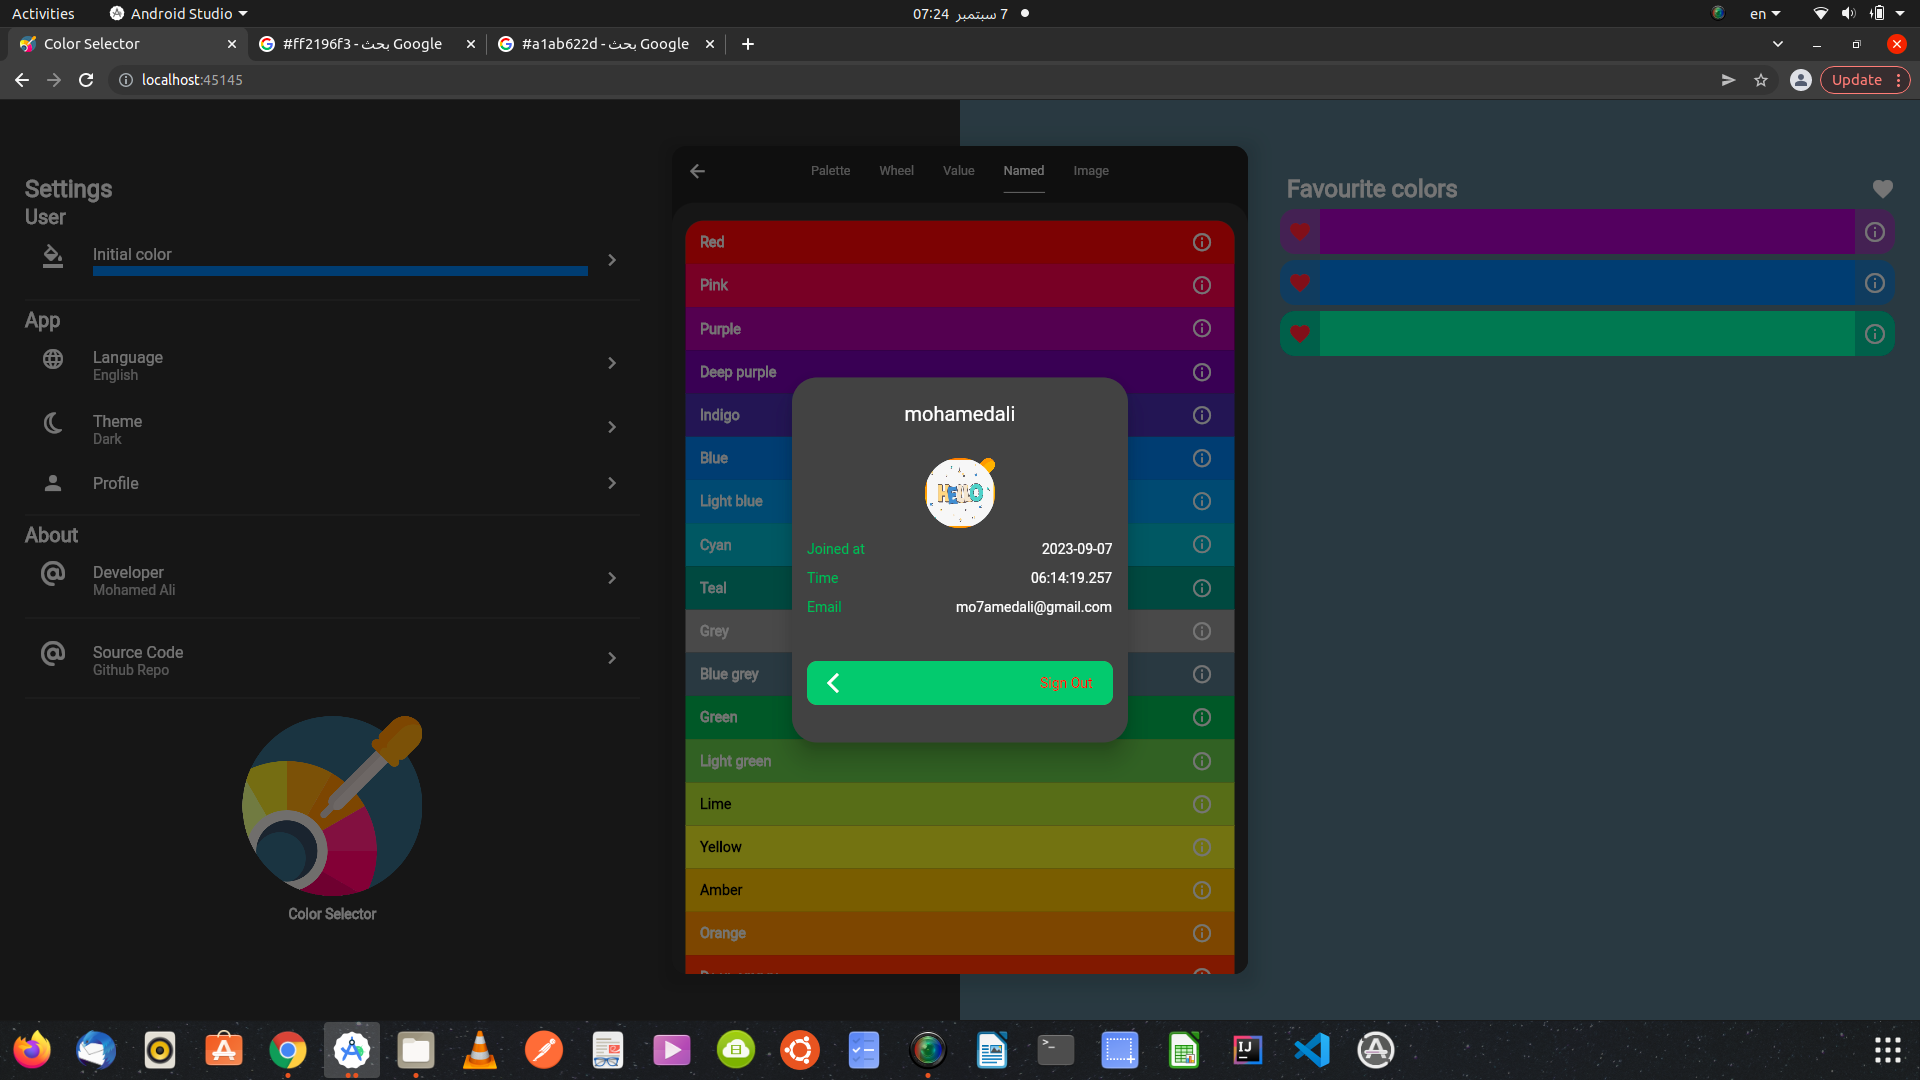 Activities
Android Studio
7 سبتمبر 07:24
en
Color Selector
#ff2196f3 - بحث Google
#a1ab622d - بحث Google
localhost:45145
Update
Settings
User
Initial color
App
Language
English
Theme
Dark
Profile
About
Developer
Mohamed Ali
Source Code
Github Repo
Color Selector
Palette
Wheel
Value
Named
Image
Red
Pink
Purple
Deep purple
Indigo
Blue
Light blue
Cyan
Teal
Grey
Blue grey
Green
Light green
Lime
Yellow
Amber
Orange
mohamedali
HELLO
Joined at 2023-09-07
Time 06:14:19.257
Email mo7amedali@gmail.com
Sign Out
Favourite colors
IJ